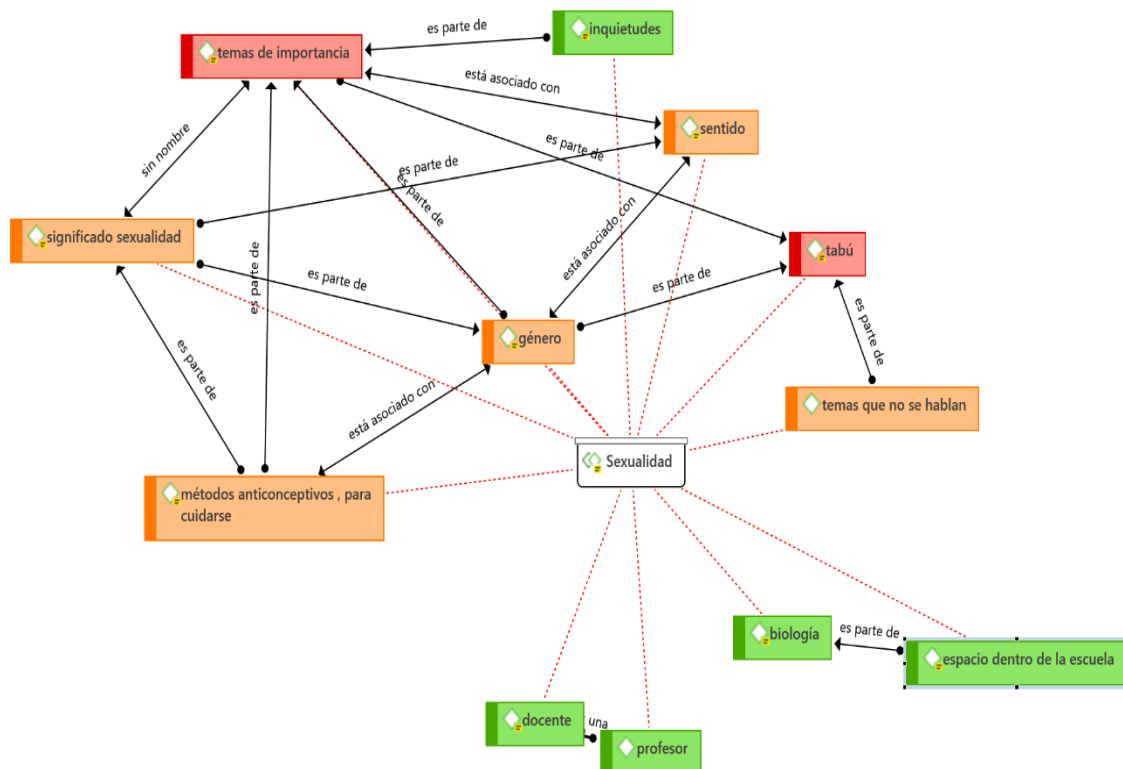 inquietudes
es parte de
temas de importancia
está asociado con
sentido
es parte de
sin nombre
es parte de
es parte de
significado sexualidad
está asociado con
tabú
es parte de
es parte de
es parte de
género
es parte de
es parte de
está asociado con
temas que no se hablan
Sexualidad
métodos anticonceptivos , para
cuidarse
biología
es parte de
espacio dentro de la escuela
docente
una
profesor